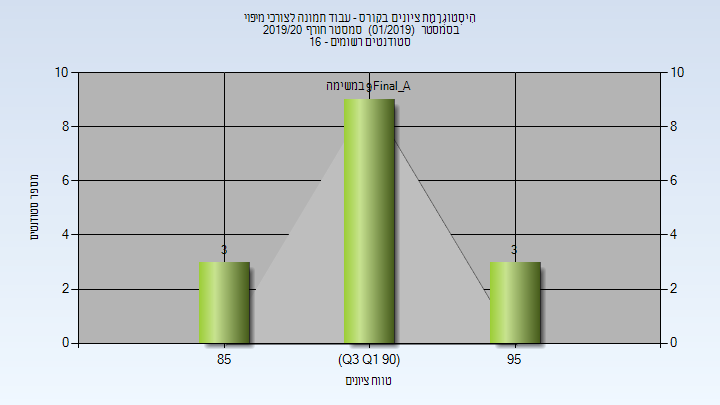 היסטוגרמת ציונים בקורס - עבוד תמונה לצורכי מיפוי
בסמסטר (01/2019) סמסטר חורף 2019/20
סטודנטים רשומים - 16
במשימה Final_A
10 10
9
8 8
6 6
4 4
3 3
2 2
0 0
85 (Q3 Q1 90) 95
מספר סטודנטים
טווח ציונים